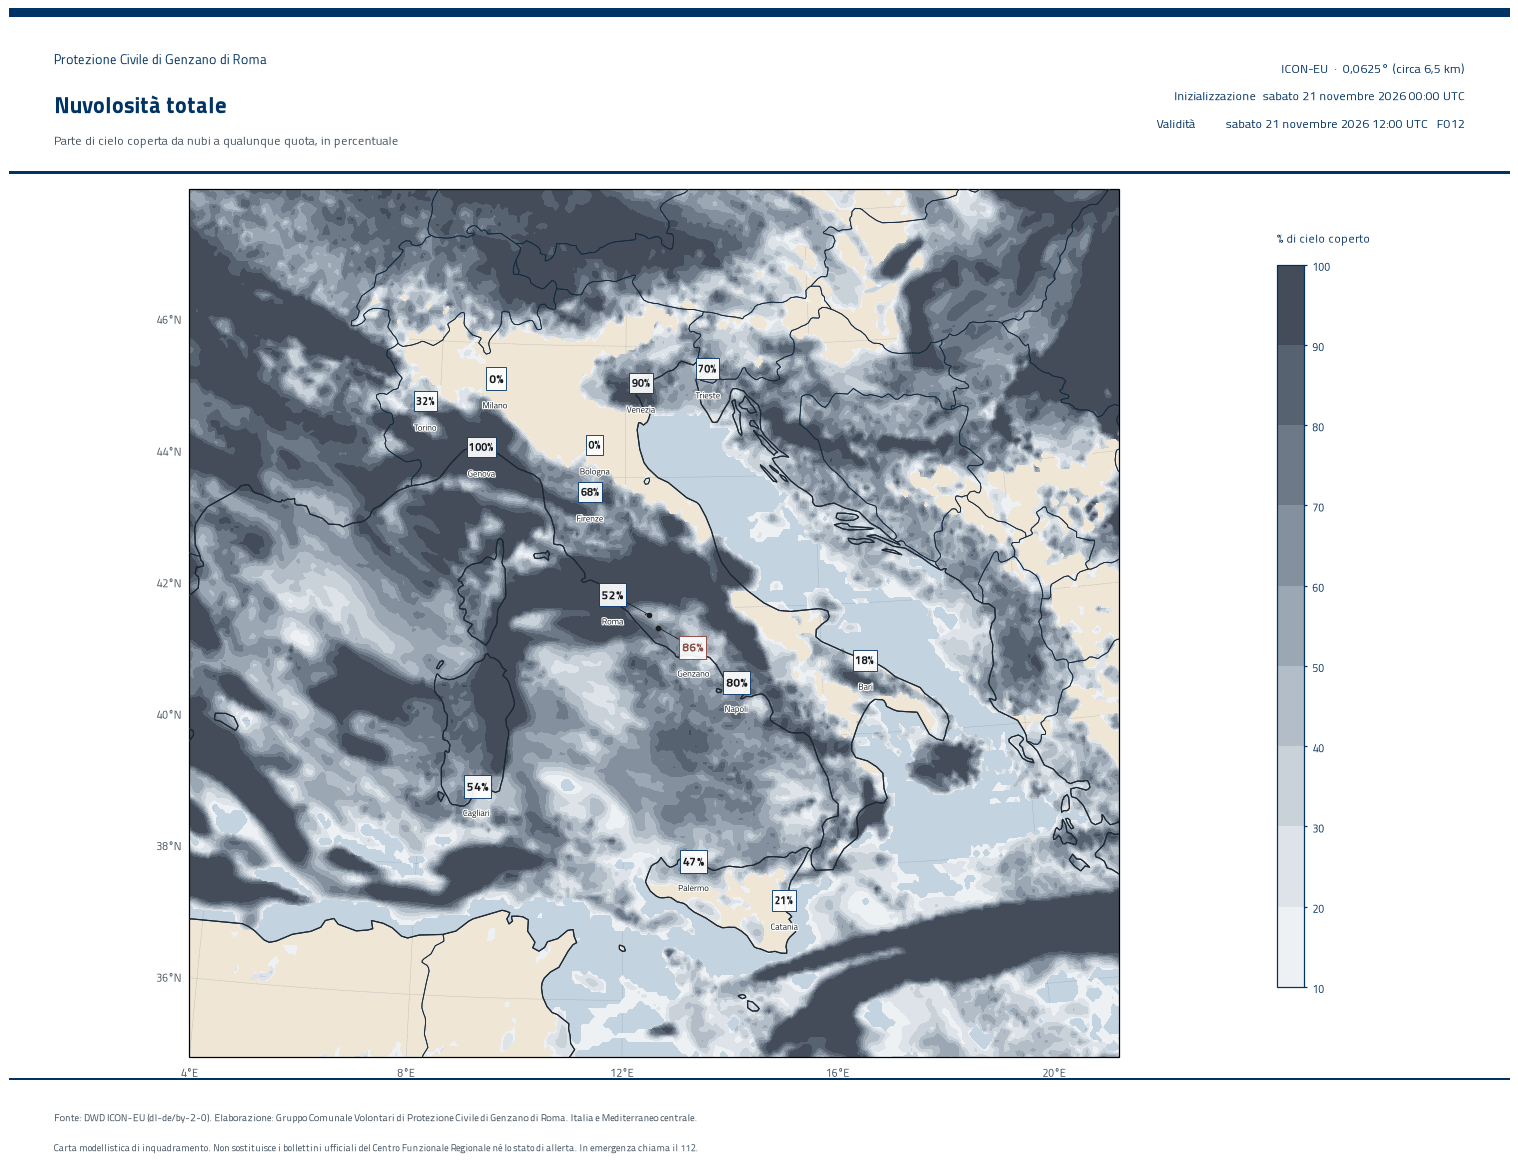 Protezione Civile di Genzano di Roma
Nuvolosità totale
Parte di cielo coperta da nubi a qualunque quota, in percentuale
ICON-EU · 0,0625° (circa 6,5 km)
Inizializzazione sabato 21 novembre 2026 00:00 UTC
Validità sabato 21 novembre 2026 12:00 UTC F012
% di cielo coperto
100
90
80
70
60
50
40
30
20
10
46°N
44°N
42°N
40°N
38°N
36°N
4°E
8°E
12°E
16°E
20°E
70%
Trieste
0%
Milano
90%
Venezia
32%
Torino
100%
Genova
0%
Bologna
68%
Firenze
52%
Roma
86%
Genzano
18%
Bari
80%
Napoli
54%
Cagliari
47%
Palermo
21%
Catania
Fonte: DWD ICON-EU (dl-de/by-2-0). Elaborazione: Gruppo Comunale Volontari di Protezione Civile di Genzano di Roma. Italia e Mediterraneo centrale.
Carta modellistica di inquadramento. Non sostituisce i bollettini ufficiali del Centro Funzionale Regionale né lo stato di allerta. In emergenza chiama il 112.